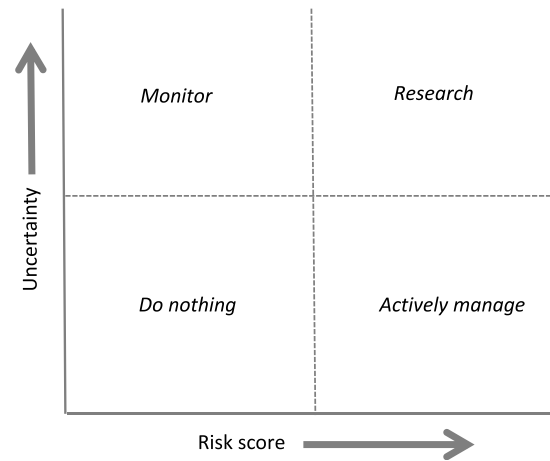 Monitor
Research
Uncertainty
Do nothing
Actively manage
Risk score